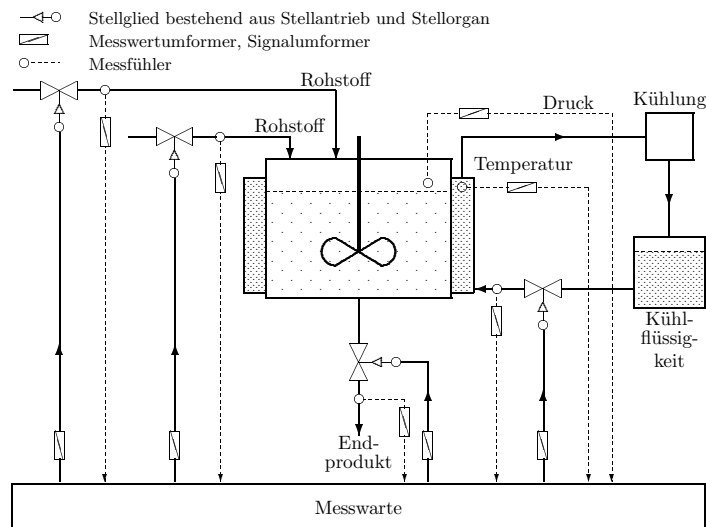 Stellglied bestehend aus Stellantrieb und Stellorgan
Messwertumformer, Signalumformer
Messfühler
Rohstoff
Rohstoff
Druck
Kühlung
Temperatur
Kühl-
flüssig-
keit
End-
produkt
Messwarte